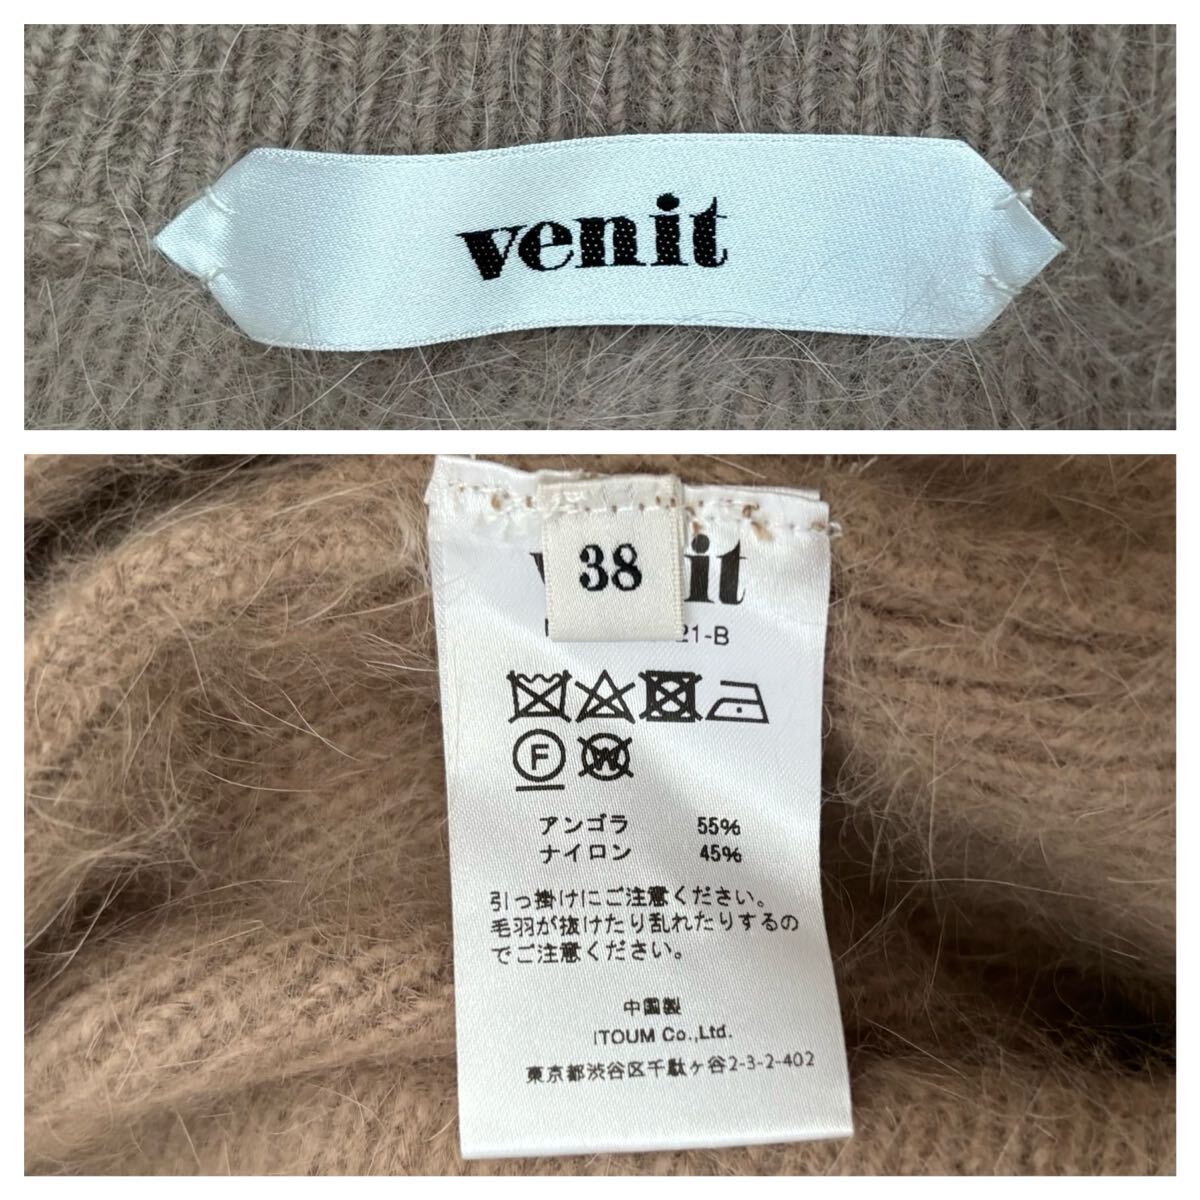 venit
38
it
21-B
F
W
アンゴラ 55%
ナイロン 45%
引っ掛けにご注意ください。
毛羽が抜けたり乱れたりするの
でご注意ください。
中国製
ITOUM Co.,Ltd.
東京都渋谷区千駄ヶ谷2-3-2-402